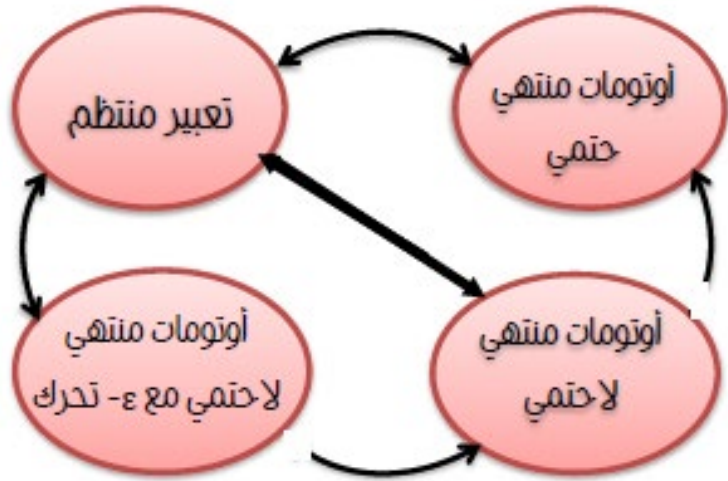 تعبير منتظم
أوتومات منتهي
حتمي
أوتومات منتهي
لاحتمي مع ε- تحرك
أوتومات منتهي
لاحتمي